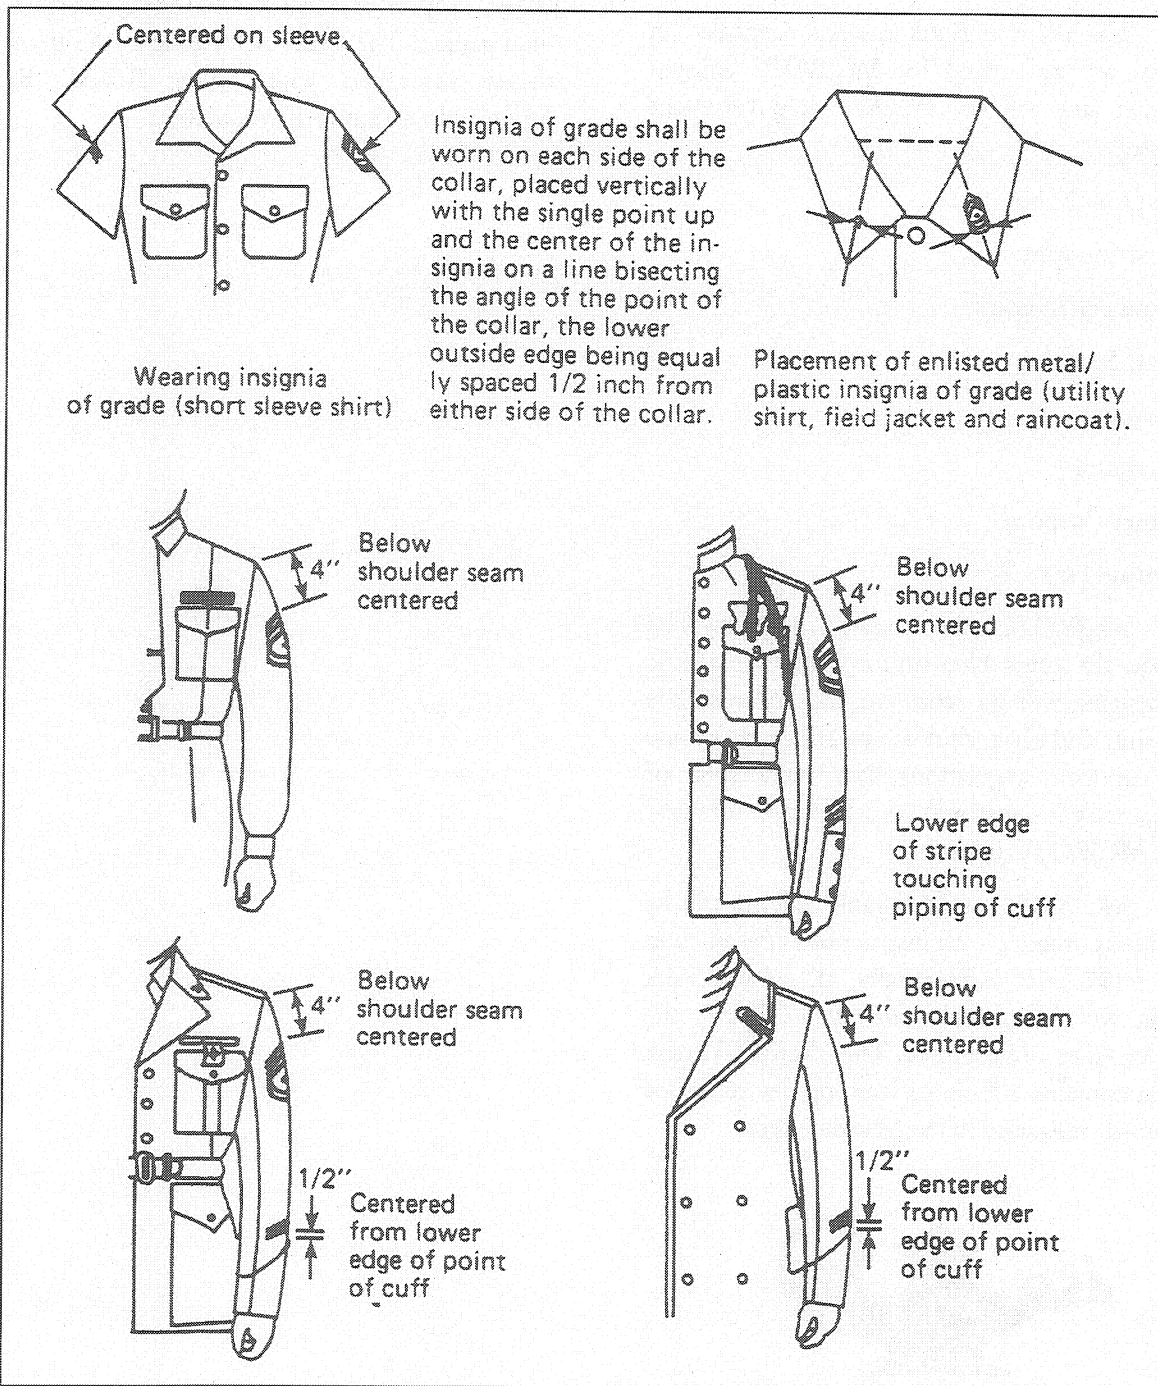 Centered on sleeve
Insignia of grade shall be
worn on each side of the
collar, placed vertically
with the single point up
and the center of the in-
signia on a line bisecting
the angle of the point of
the collar, the lower
outside edge being equal
ly spaced 1/2 inch from
either side of the collar.
Wearing insignia
of grade (short sleeve shirt)
Placement of enlisted metal/
plastic insignia of grade (utility
shirt, field jacket and raincoat).
4"
Below
shoulder seam
centered
4"
Below
shoulder seam
centered
Lower edge
of stripe
touching
piping of cuff
4"
Below
shoulder seam
centered
1/2"
Centered
from lower
edge of point
of cuff
4"
Below
shoulder seam
centered
1/2"
Centered
from lower
edge of point
of cuff